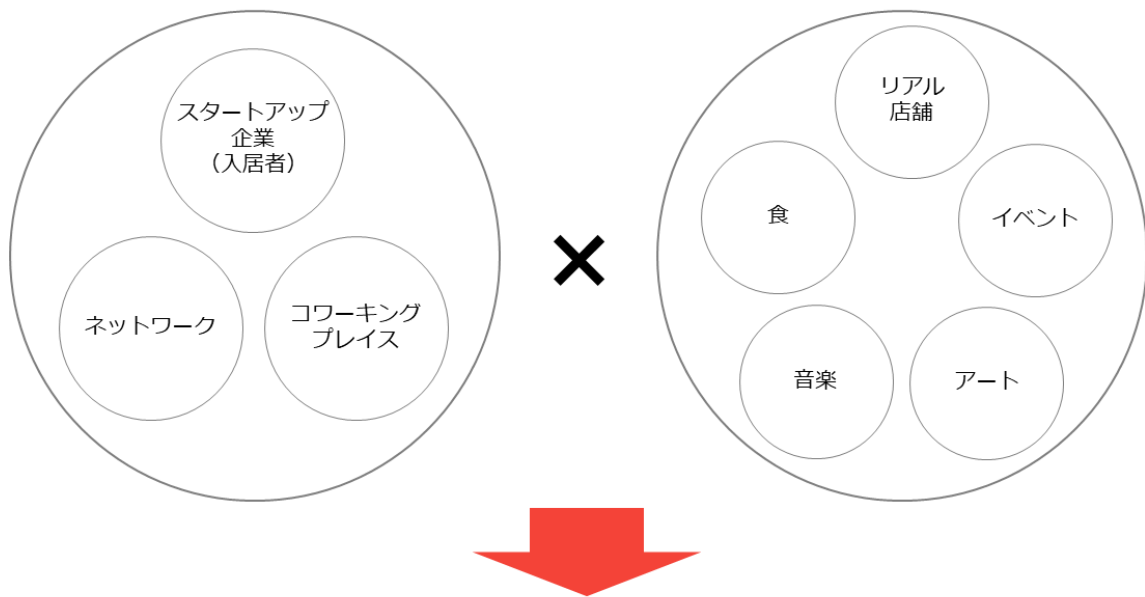 スタートアップ
企業
（入居者）
ネットワーク
コワーキング
プレイス
×
リアル
店舗
食
イベント
音楽
アート